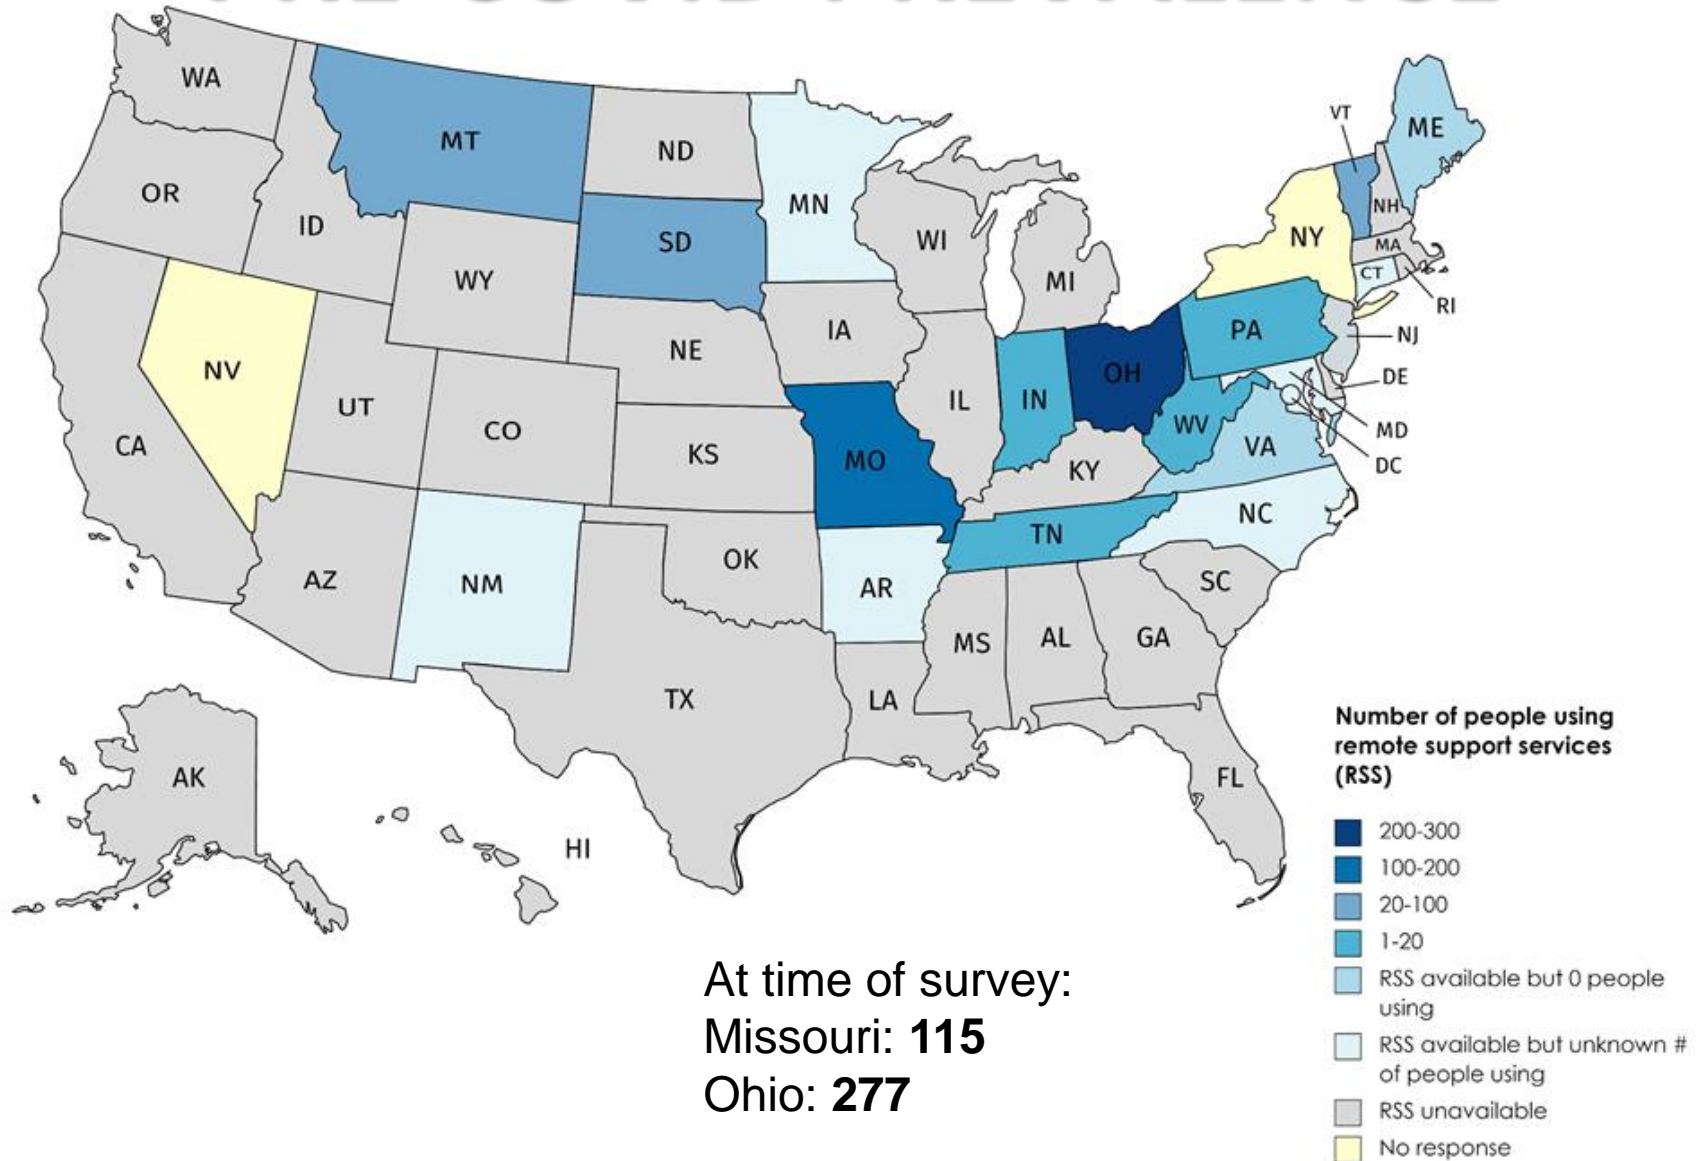 WA
MT
ND
MN
VT
ME
OR
ID
SD
WI
MI
NY
NH
MA
CT
RI
WY
NV
UT
CO
NE
IA
IL
IN
OH
PA
NJ
DE
MD
DC
WV
VA
CA
KS
MO
KY
NC
TN
AZ
NM
OK
AR
SC
MS
AL
GA
TX
LA
FL
AK
HI
Number of people using
remote support services
(RSS)
200-300
100-200
20-100
1-20
RSS available but 0 people
using
RSS available but unknown #
of people using
RSS unavailable
No response
At time of survey:
Missouri: 115
Ohio: 277